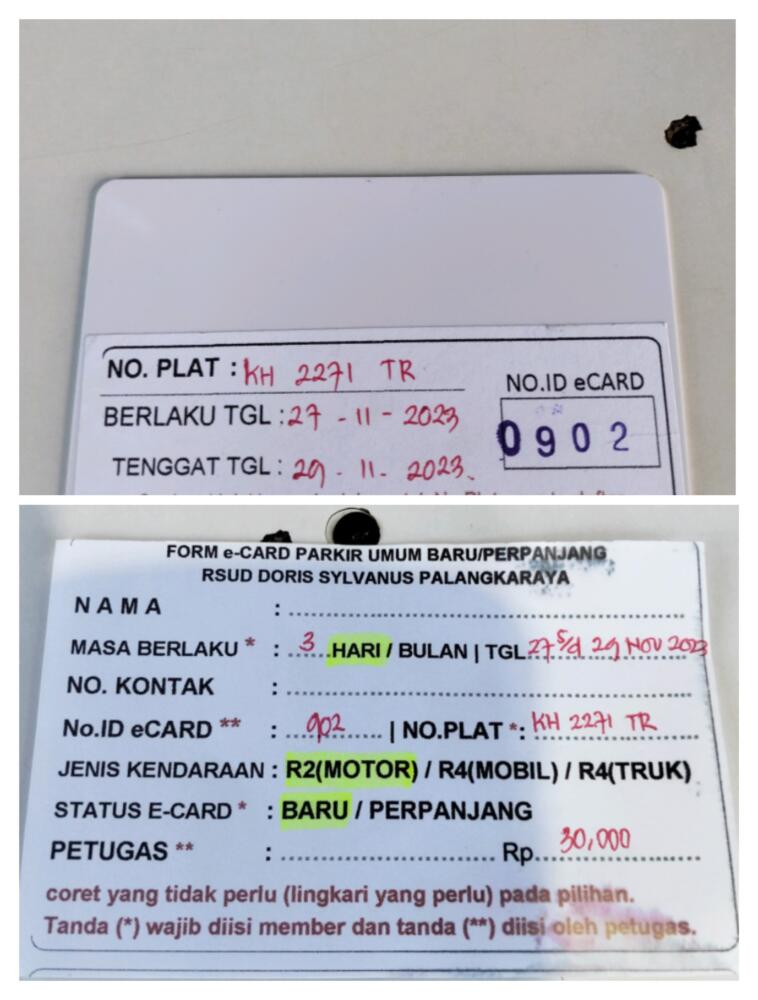 NO. PLAT : KH 2271 TR
NO.ID eCARD
BERLAKU TGL : 27 - 11 - 2023
0902
TENGGAT TGL : 29 - 11 - 2023.
FORM e-CARD PARKIR UMUM BARU/PERPANJANG
RSUD DORIS SYLVANUS PALANGKARAYA
NAMA : ........................
MASA BERLAKU * : ..3..HARI / BULAN | TGL 27 S/d 29 NOV 2023
NO. KONTAK : ........................
No.ID eCARD ** : ..902.. | NO.PLAT *: KH 2271 TR
JENIS KENDARAAN : R2(MOTOR) / R4(MOBIL) / R4(TRUK)
STATUS E-CARD * : BARU / PERPANJANG
PETUGAS ** : ............ Rp. 30,000
coret yang tidak perlu (lingkari yang perlu) pada pilihan.
Tanda (*) wajib diisi member dan tanda (**) diisi oleh petugas.